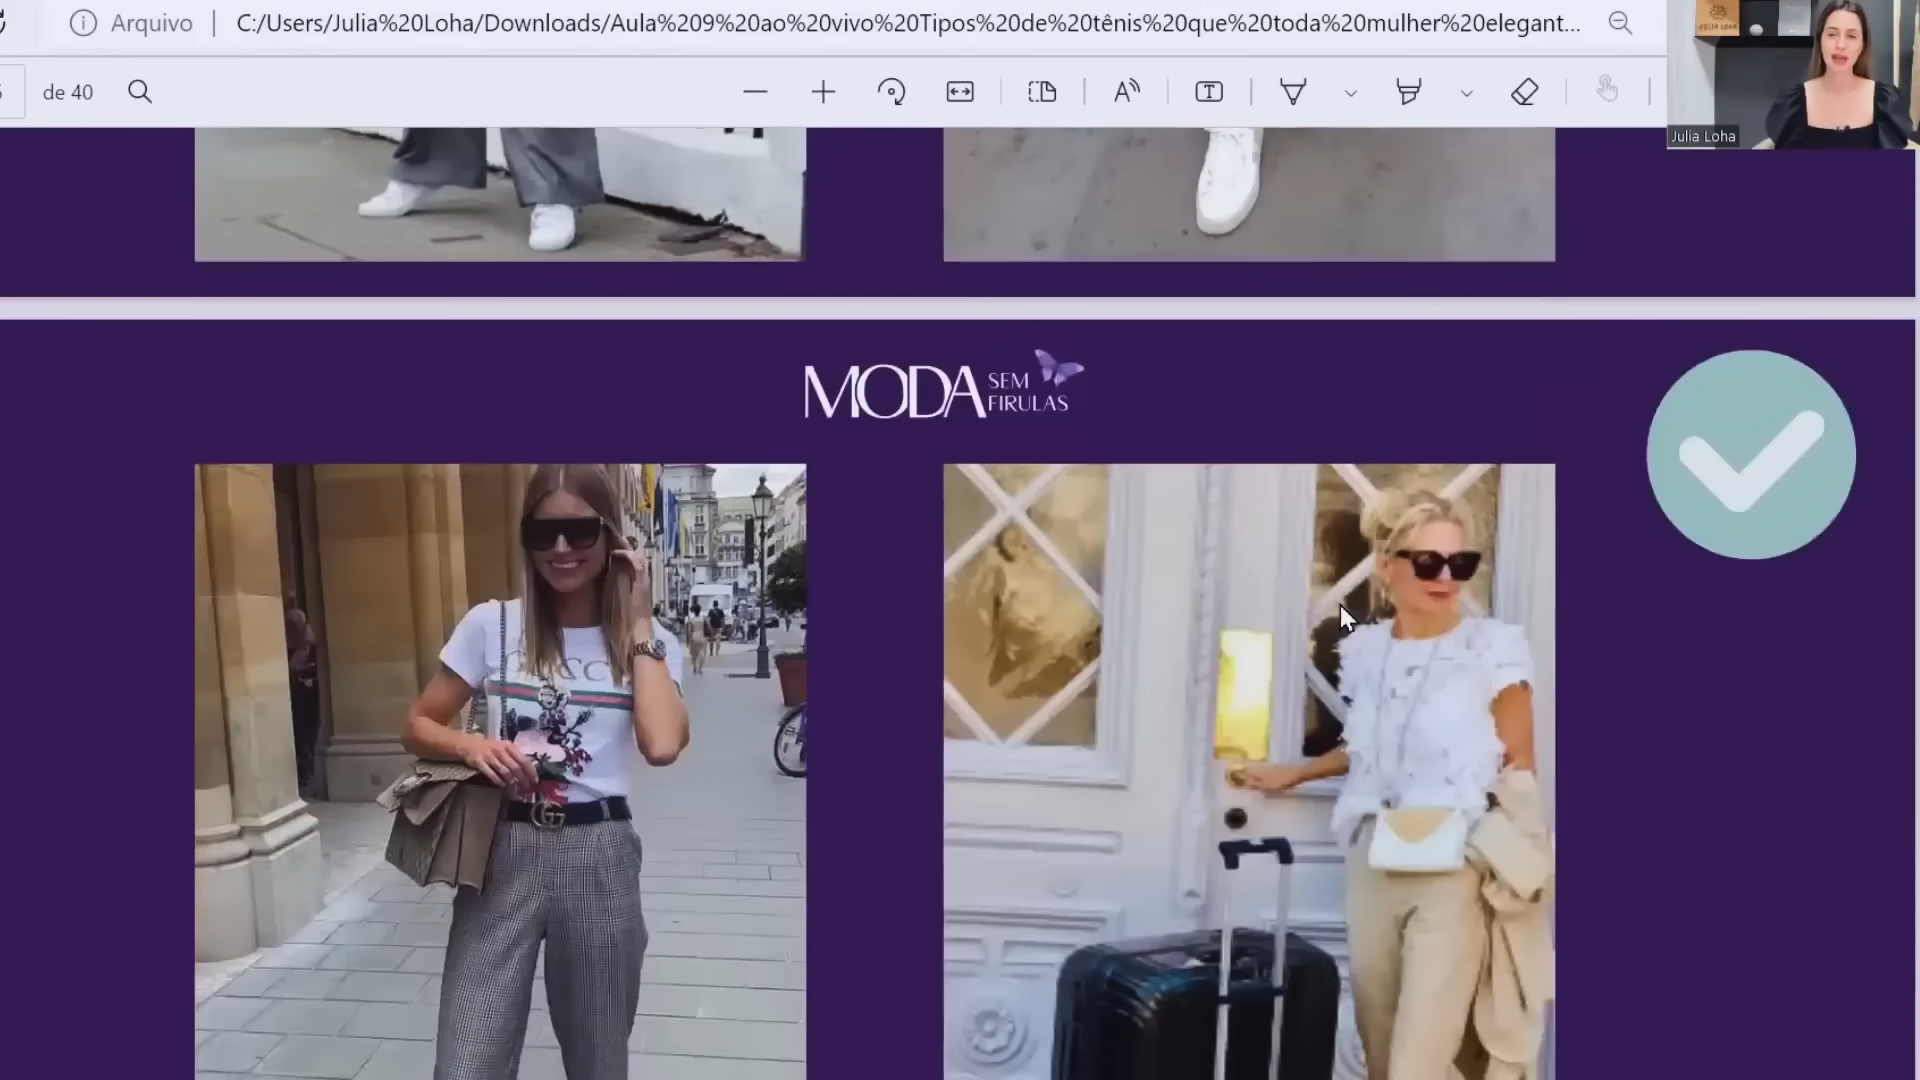 Arquivo
C:/Users/Julia%20Loha/Downloads/Aula%209%20ao%20vivo%20Tipos%20de%20tênis%20que%20toda%20mulher%20elegant...
de 40
Julia Loha
MODA SEM FIRULAS